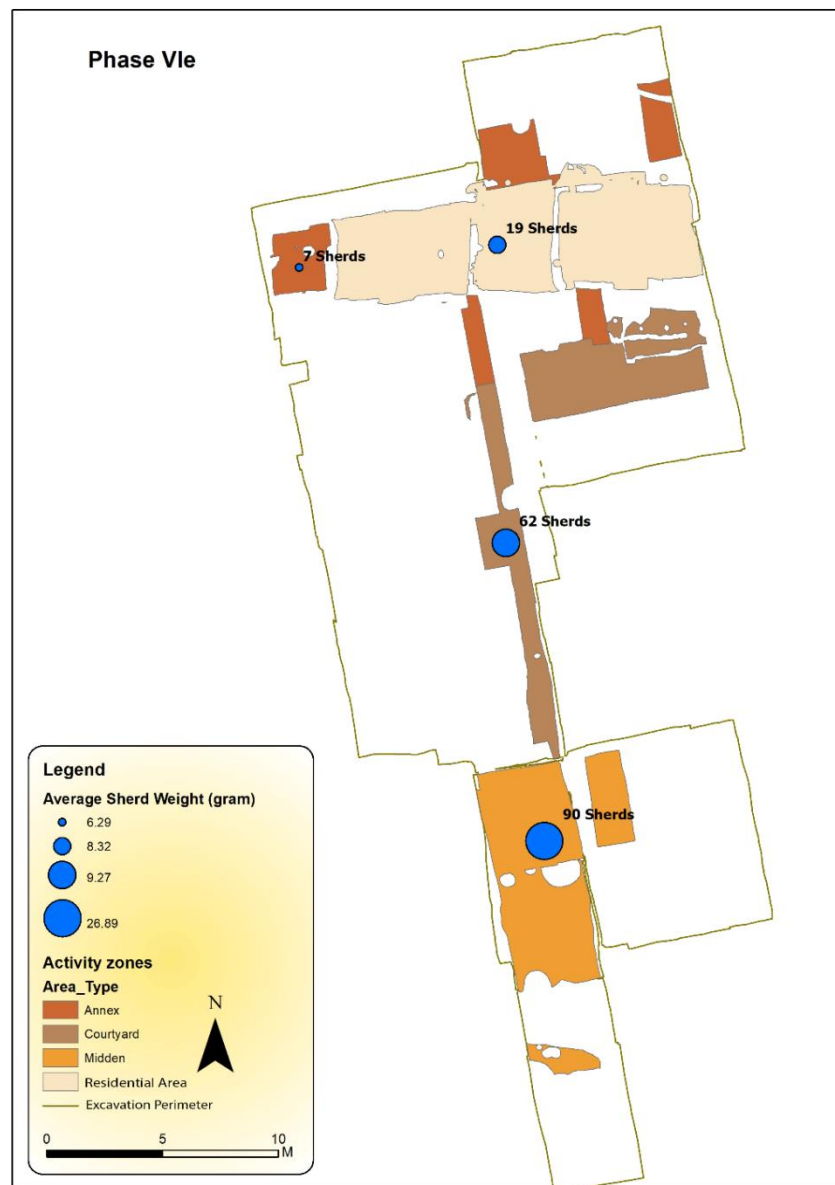 Phase VIe
19 Sherds
7 Sherds
62 Sherds
90 Sherds
Legend
Average Sherd Weight (gram)
6.29
8.32
9.27
26.89
Activity zones
Area_Type
Annex
Courtyard
Midden
Residential Area
Excavation Perimeter
N
0 5 10
M